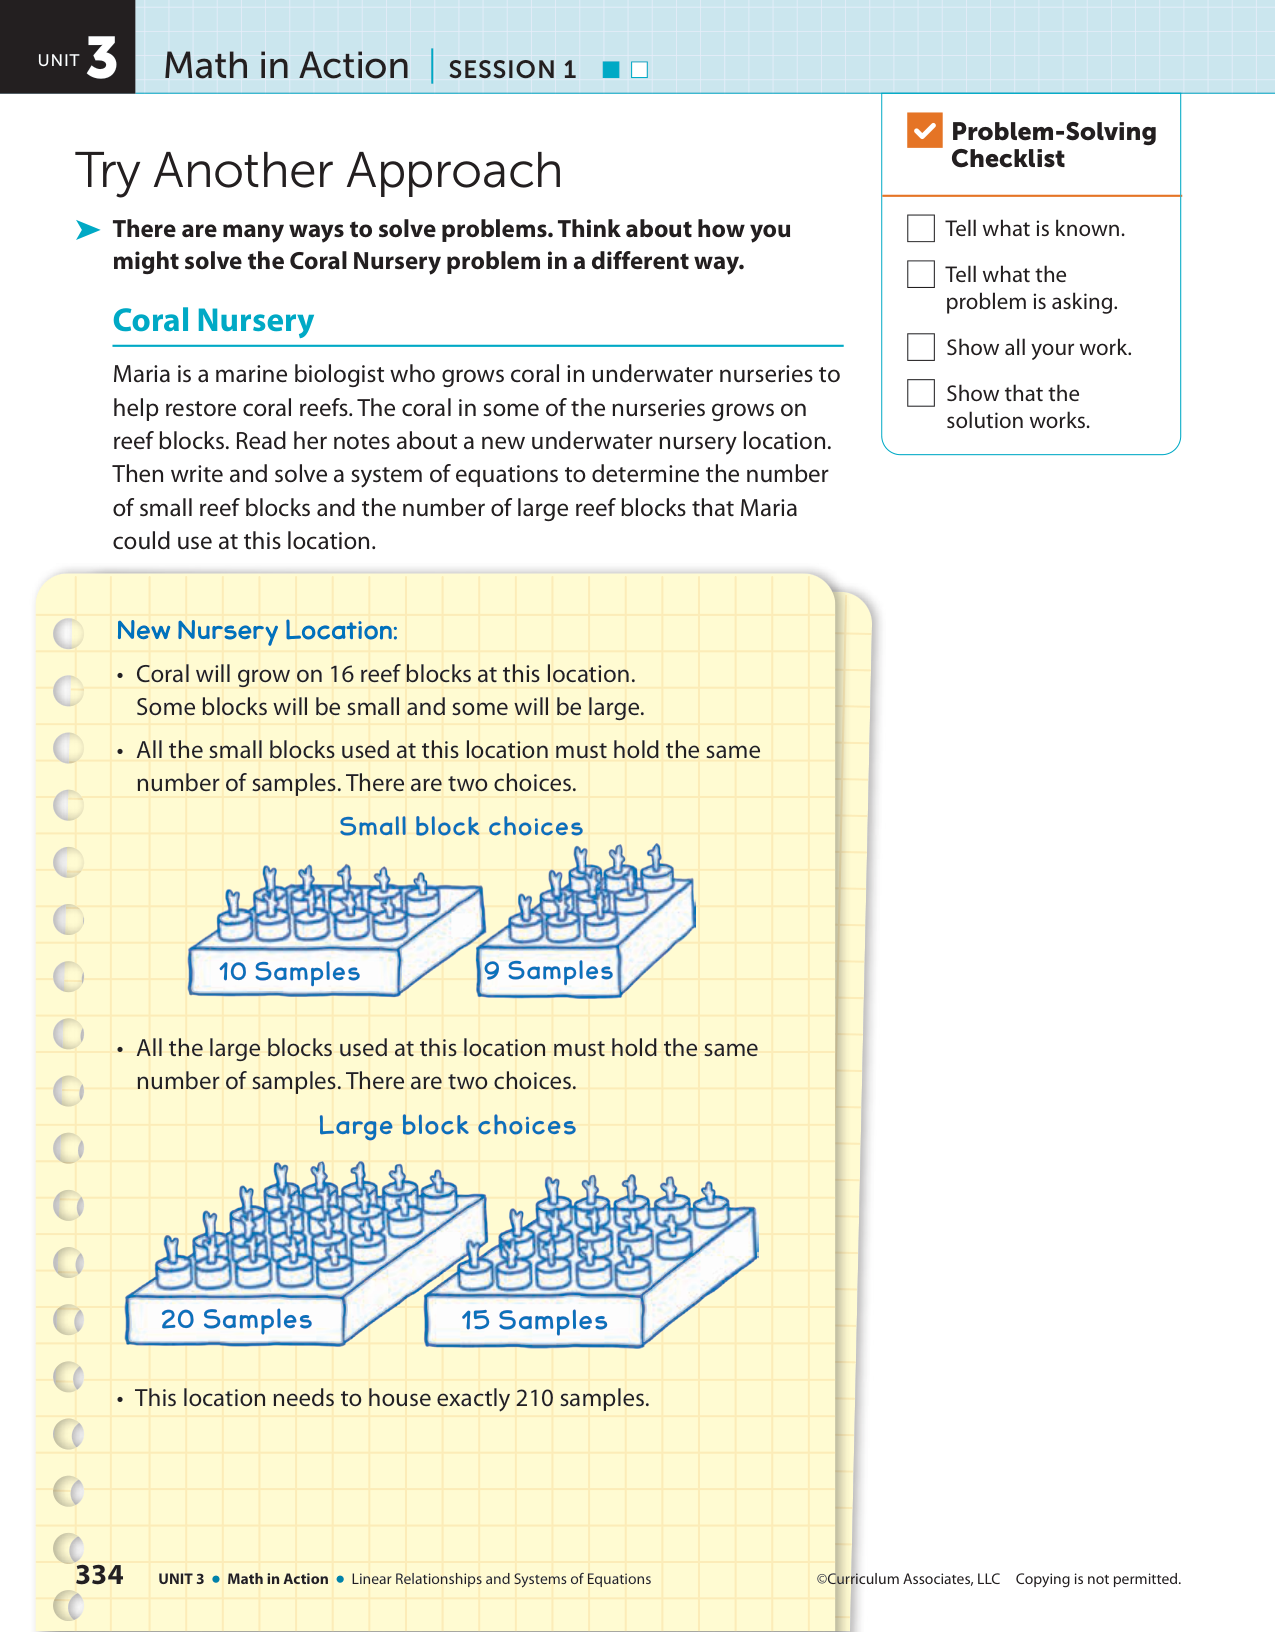 UNIT 3 Math in Action SESSION 1
Try Another Approach
There are many ways to solve problems. Think about how you
might solve the Coral Nursery problem in a different way.
Coral Nursery
Maria is a marine biologist who grows coral in underwater nurseries to
help restore coral reefs. The coral in some of the nurseries grows on
reef blocks. Read her notes about a new underwater nursery location.
Then write and solve a system of equations to determine the number
of small reef blocks and the number of large reef blocks that Maria
could use at this location.
Problem-Solving
Checklist
Tell what is known.
Tell what the
problem is asking.
Show all your work.
Show that the
solution works.
New Nursery Location:
• Coral will grow on 16 reef blocks at this location.
Some blocks will be small and some will be large.
• All the small blocks used at this location must hold the same
number of samples. There are two choices.
Small block choices
10 Samples
9 Samples
• All the large blocks used at this location must hold the same
number of samples. There are two choices.
Large block choices
20 Samples
15 Samples
• This location needs to house exactly 210 samples.
334 UNIT 3 • Math in Action • Linear Relationships and Systems of Equations
©Curriculum Associates, LLC Copying is not permitted.